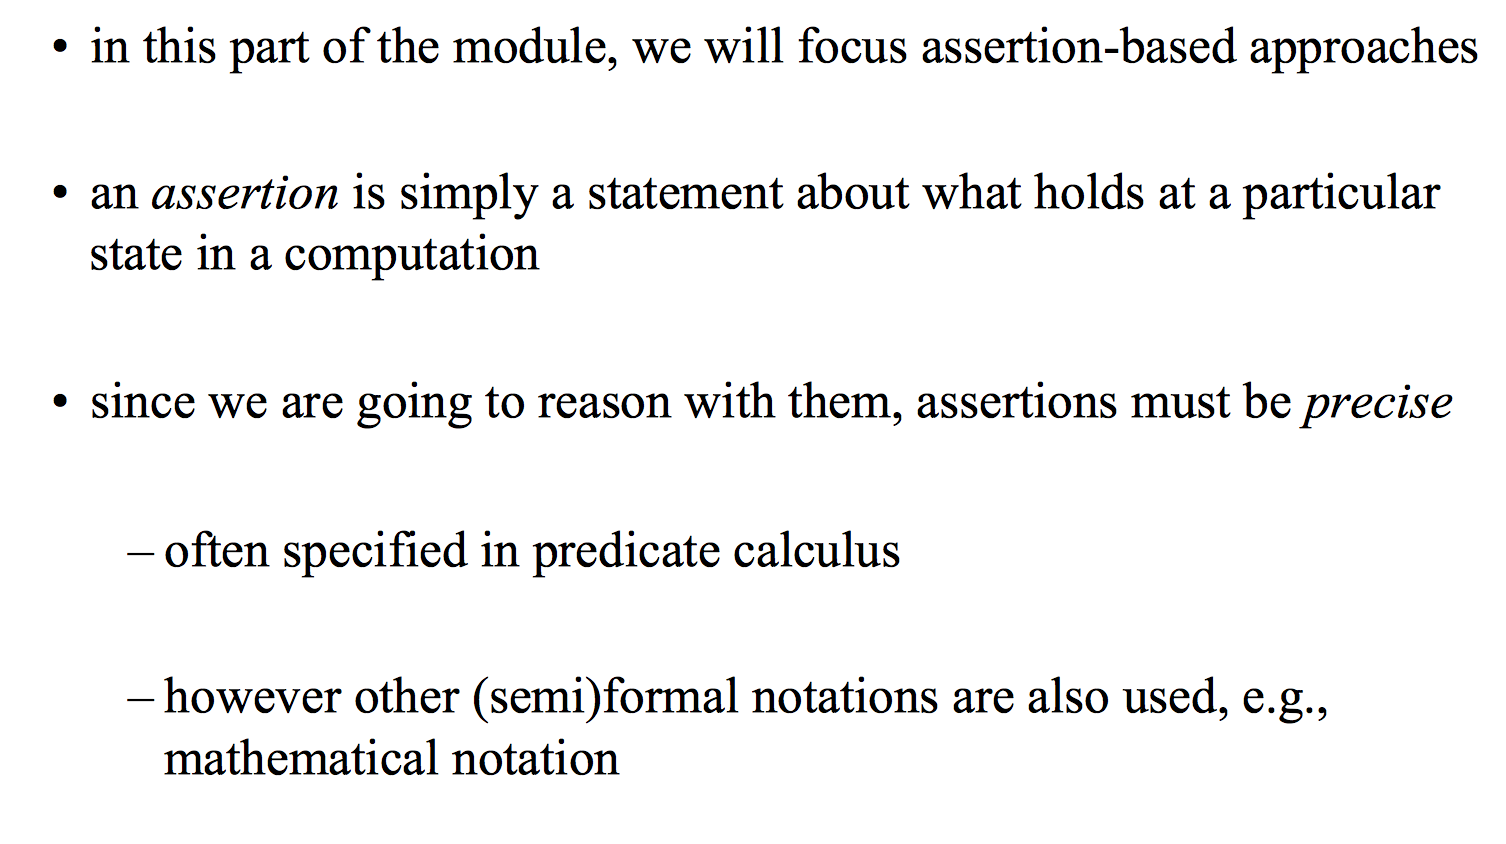 • in this part of the module, we will focus assertion-based approaches
• an assertion is simply a statement about what holds at a particular
state in a computation
• since we are going to reason with them, assertions must be precise
– often specified in predicate calculus
– however other (semi)formal notations are also used, e.g.,
mathematical notation